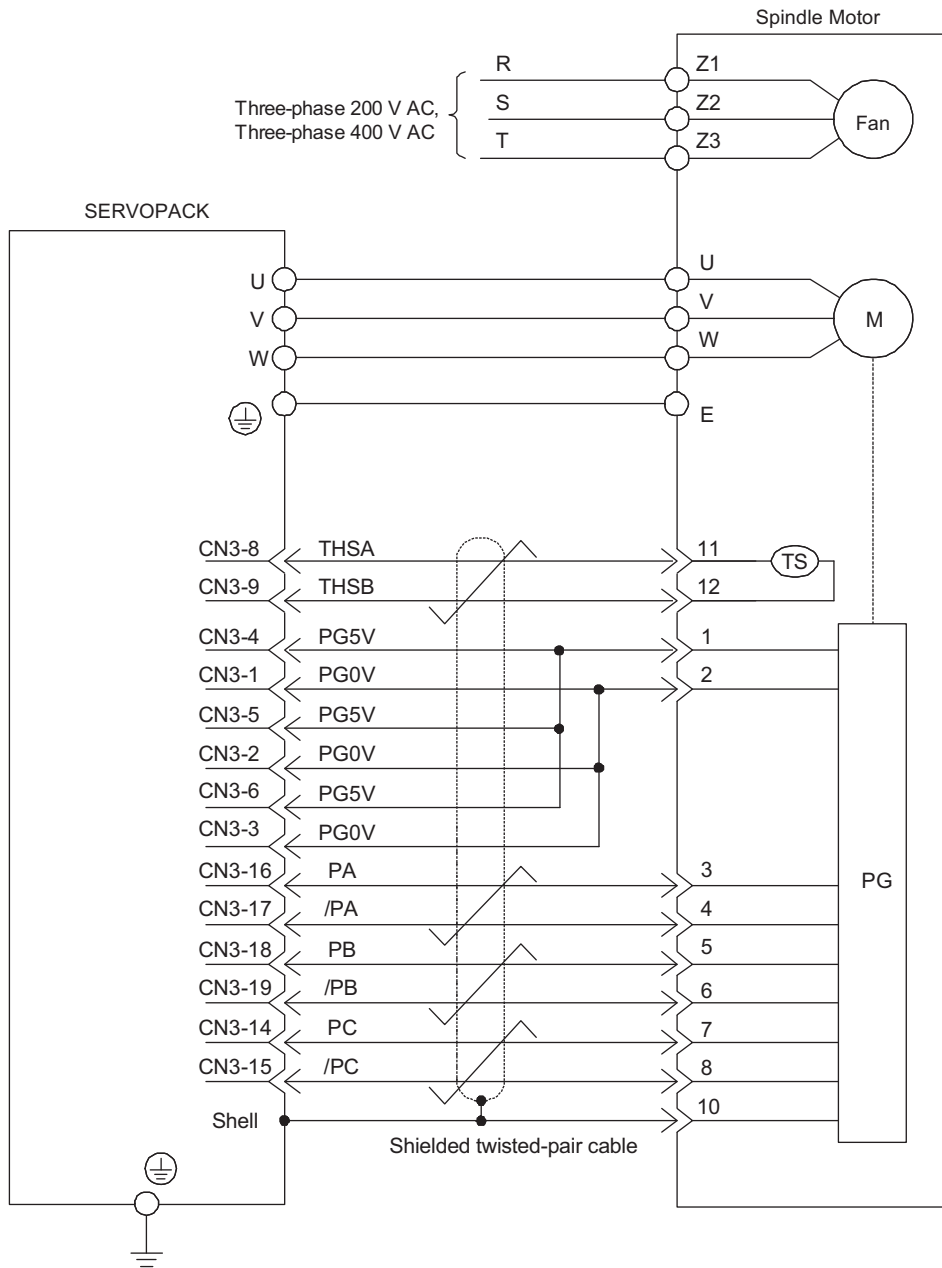 Spindle Motor
R Z1
Three-phase 200 V AC,
Three-phase 400 V AC
S Z2
Fan
T Z3
SERVOPACK
U U
V V
M
W W
E
CN3-8 THSA 11
TS
CN3-9 THSB 12
CN3-4 PG5V 1
CN3-1 PG0V 2
CN3-5 PG5V
CN3-2 PG0V
CN3-6 PG5V
CN3-3 PG0V
CN3-16 PA 3
PG
CN3-17 /PA 4
CN3-18 PB 5
CN3-19 /PB 6
CN3-14 PC 7
CN3-15 /PC 8
Shell 10
Shielded twisted-pair cable